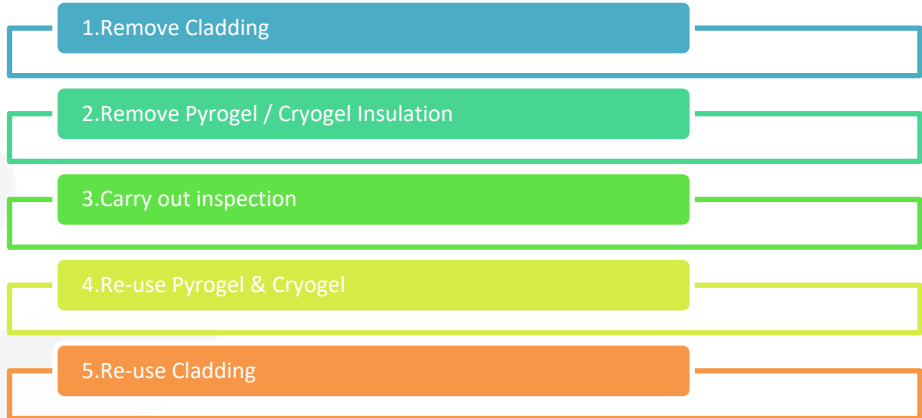 1.Remove Cladding
2.Remove Pyrogel / Cryogel Insulation
3.Carry out inspection
4.Re-use Pyrogel & Cryogel
5.Re-use Cladding